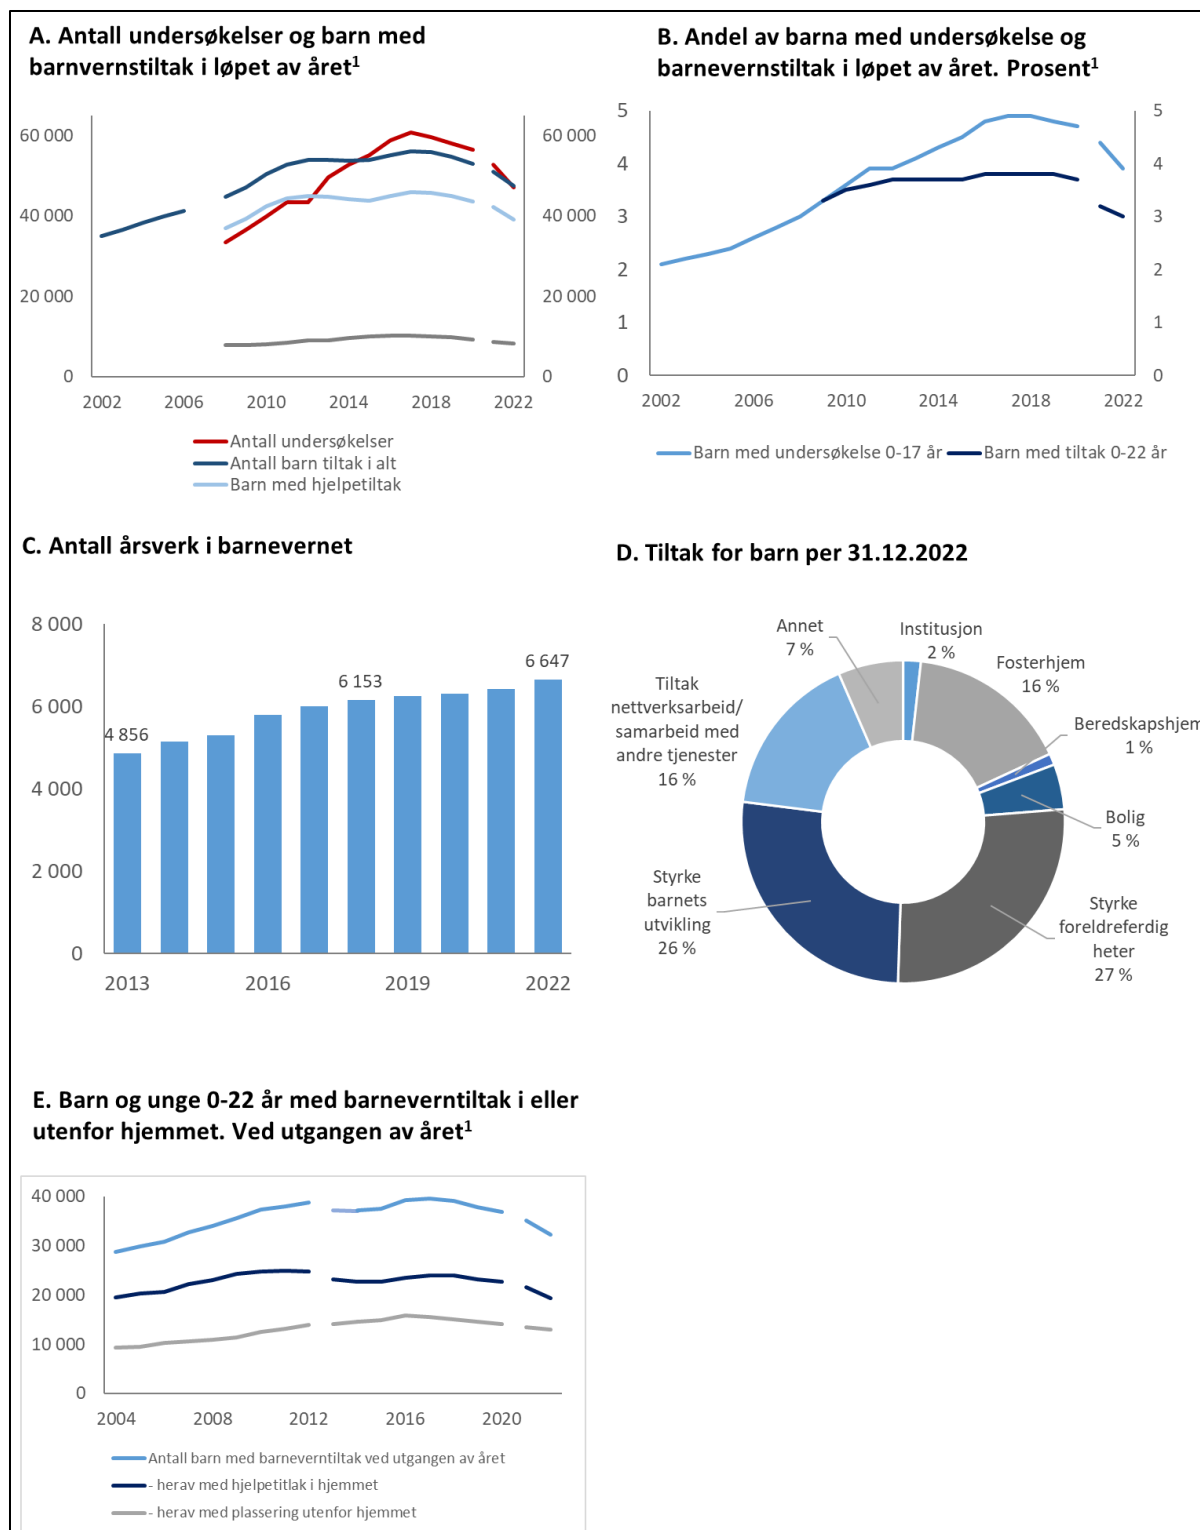 A. Antall undersøkelser og barn med
barnvernstiltak i løpet av året¹
60 000
40 000
20 000
0
60 000
40 000
20 000
0
2002
2006
2010
2014
2018
2022
Antall undersøkelser
Antall barn tiltak i alt
Barn med hjelpetiltak
B. Andel av barna med undersøkelse og
barnevernstiltak i løpet av året. Prosent¹
5
4
3
2
1
0
5
4
3
2
1
0
2002
2006
2010
2014
2018
2022
Barn med undersøkelse 0-17 år
Barn med tiltak 0-22 år
C. Antall årsverk i barnevernet
8 000
6 000
4 000
2 000
0
4 856
6 153
6 647
2013
2016
2019
2022
D. Tiltak for barn per 31.12.2022
Annet
7 %
Institusjon
2 %
Fosterhjem
16 %
Beredskapshjem
1 %
Bolig
5 %
Styrke
foreldreferdig
heter
27 %
Styrke
barnets
utvikling
26 %
Tiltak
nettverksarbeid/
samarbeid med
andre tjenester
16 %
E. Barn og unge 0-22 år med barneverntiltak i eller
utenfor hjemmet. Ved utgangen av året¹
40 000
30 000
20 000
10 000
0
2004
2008
2012
2016
2020
Antall barn med barneverntiltak ved utgangen av året
- herav med hjelpetitlak i hjemmet
- herav med plassering utenfor hjemmet